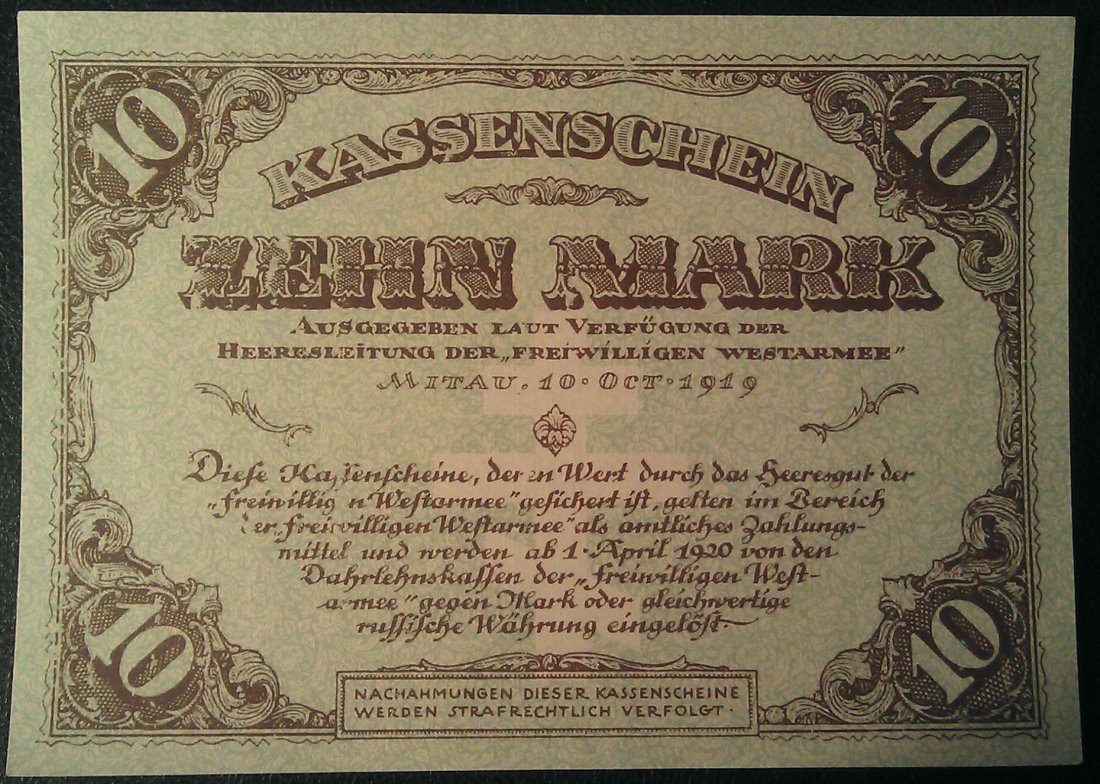 10 10
KASSENSCHEIN
ZEHN MARK
AUSGEGEBEN LAUT VERFÜGUNG DER
HEERESLEITUNG DER „FREIWILLIGEN WESTARMEE"
MITAU, 10. OCT. 1919
Diese Kassenscheine, deren Wert durch das Heeresgut der
„Freiwilligen Westarmee" gesichert ist, gelten im Bereich
der „Freiwilligen Westarmee" als amtliches Zahlungs-
mittel und werden ab 1. April 1920 von den
Dahrlehnskassen der „Freiwilligen West-
armee" gegen Mark oder gleichwertige
russische Währung eingelöst
10 10
NACHAHMUNGEN DIESER KASSENSCHEINE
WERDEN STRAFRECHTLICH VERFOLGT.